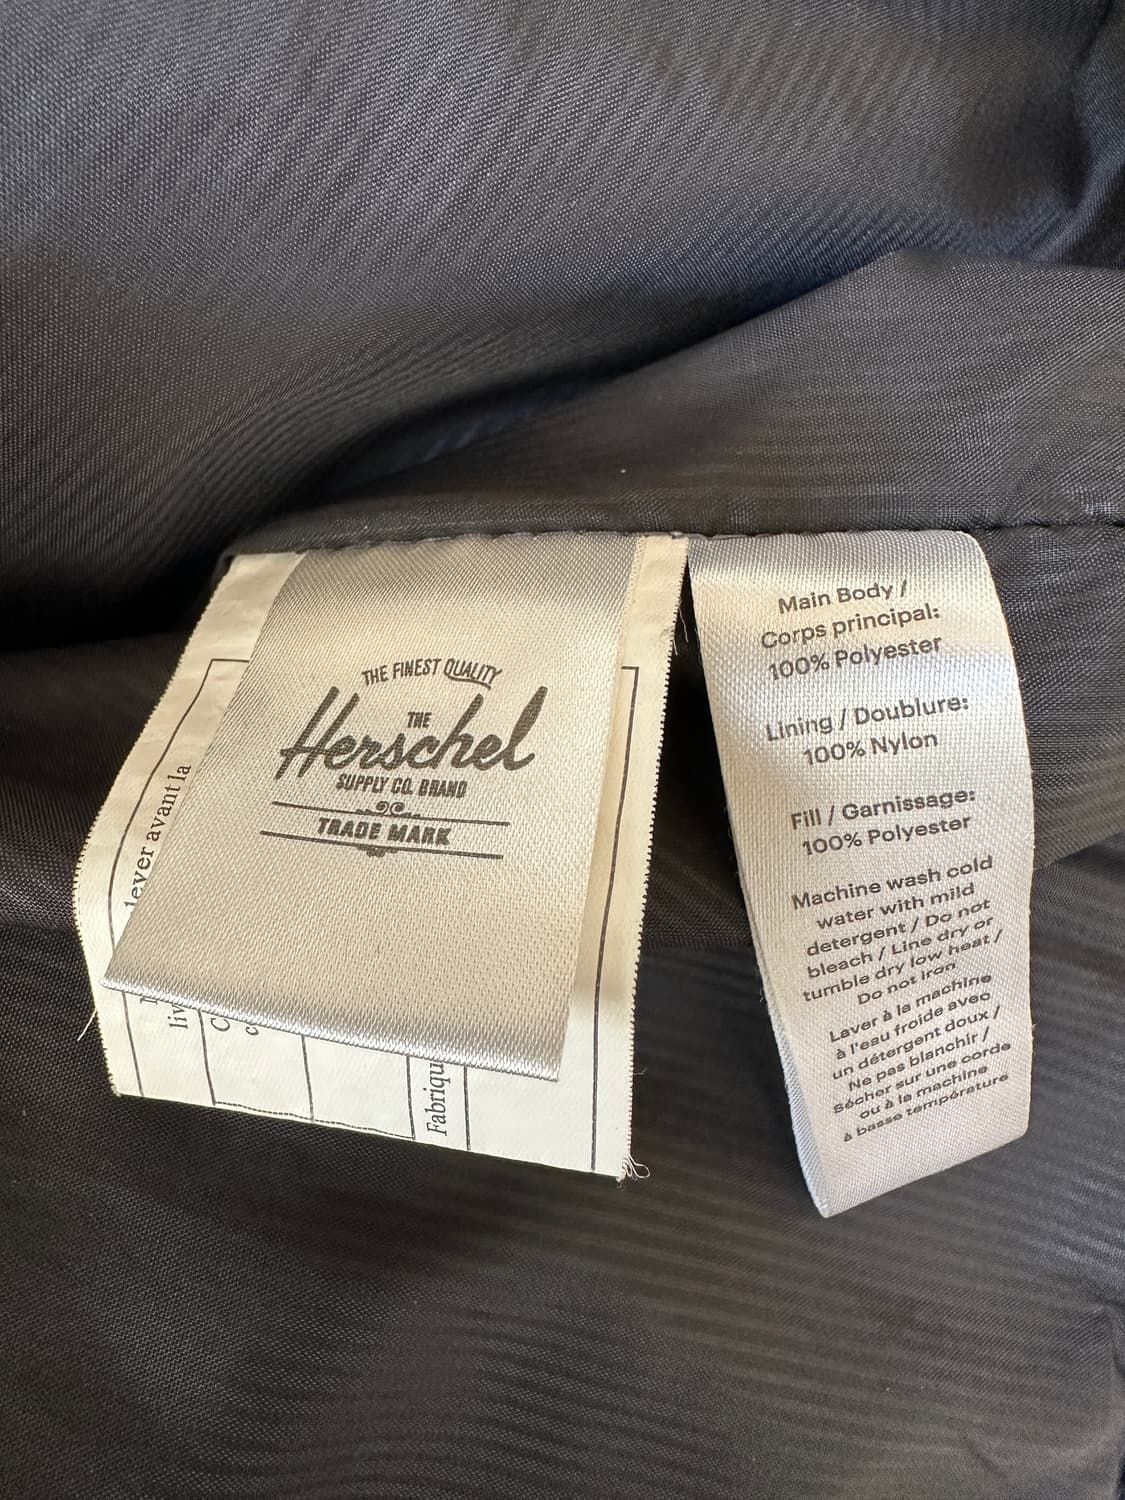 THE FINEST QUALITY
THE
Herschel
SUPPLY CO. BRAND
TRADE MARK
lever avant la
Fabriqu
Main Body /
Corps principal:
100% Polyester
Lining / Doublure:
100% Nylon
Fill / Garnissage:
100% Polyester
Machine wash cold
water with mild
detergent / Do not
bleach / Line dry or
tumble dry low heat /
Do not iron
Laver à la machine
à l'eau froide avec
un détergent doux /
Ne pas blanchir /
Sécher sur une corde
ou à la machine
à basse température